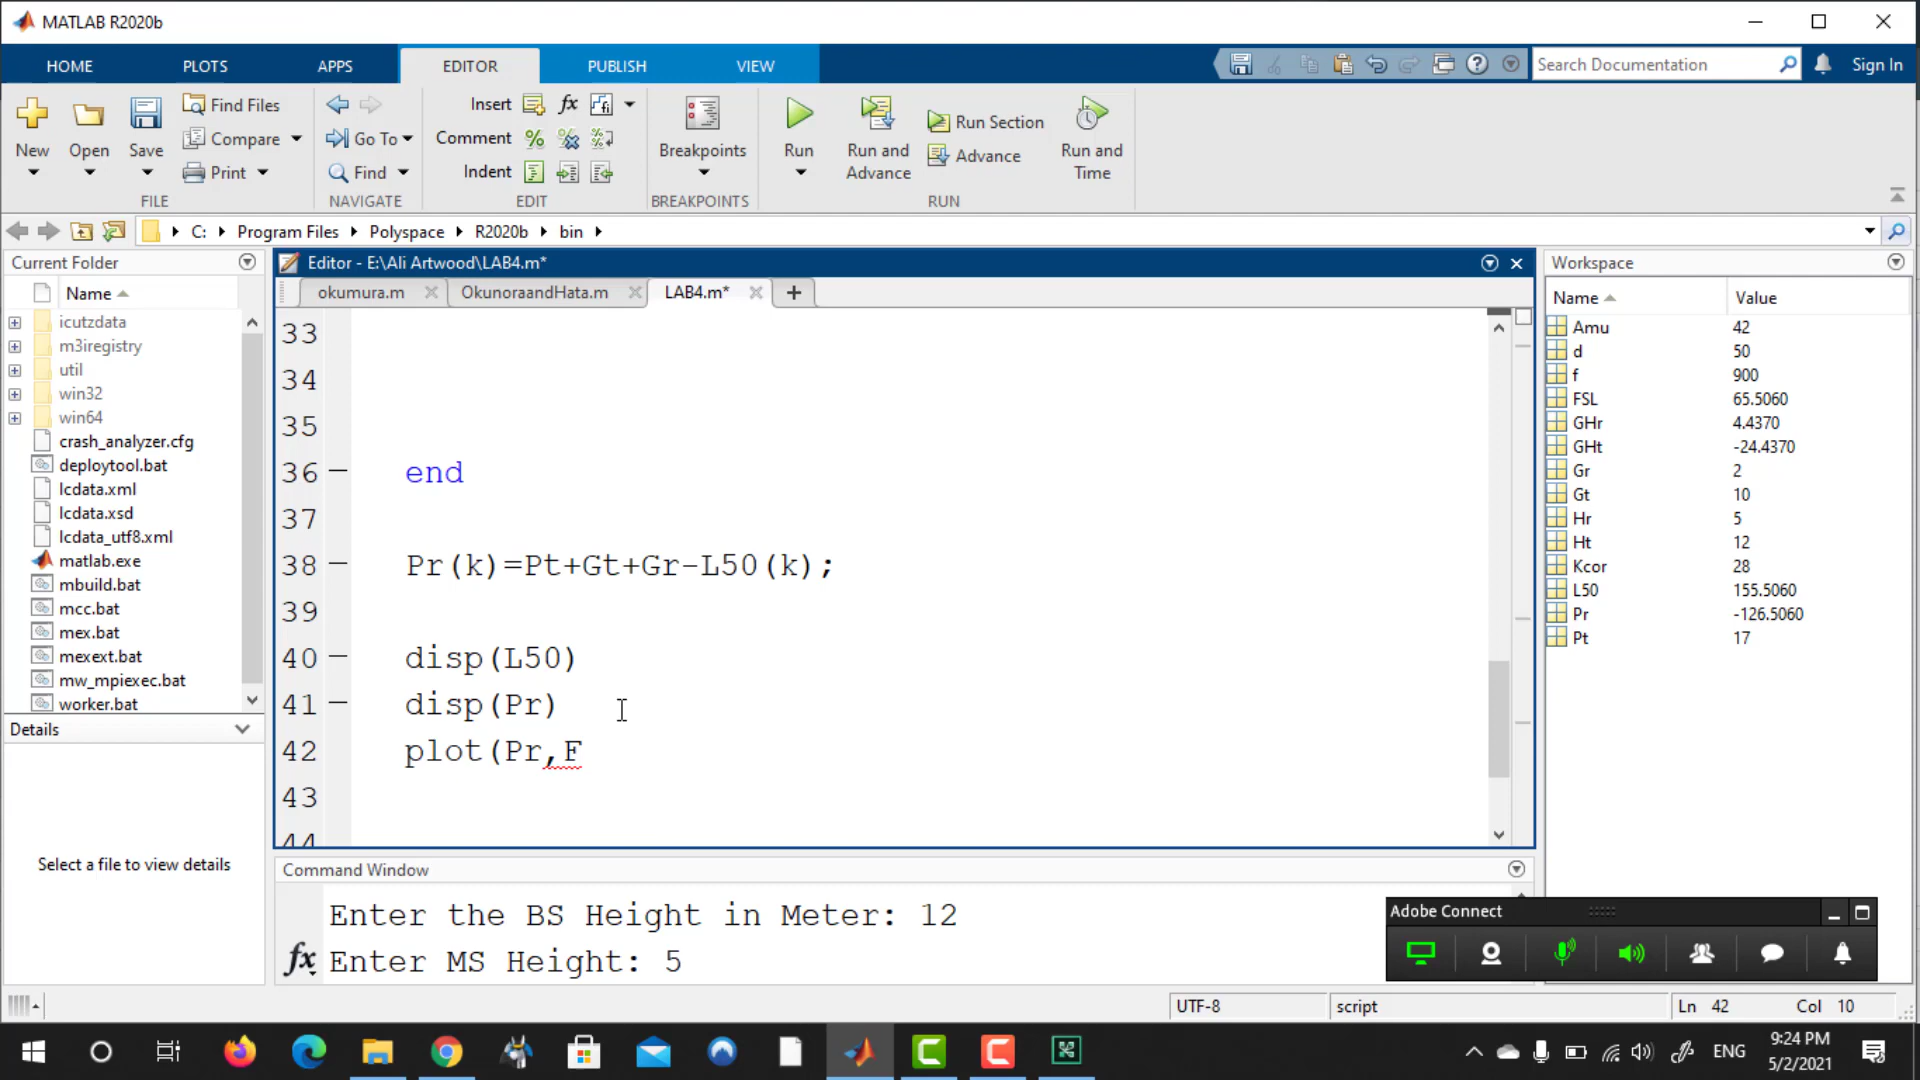 MATLAB R2020b
HOME PLOTS APPS EDITOR PUBLISH VIEW
Search Documentation
Sign In
New Open Save
Find Files
Compare
Print
FILE
Go To
Find
NAVIGATE
Insert
Comment
Indent
EDIT
Breakpoints
BREAKPOINTS
Run
Run and Advance
Run Section
Advance
Run and Time
RUN
C: Program Files Polyspace R2020b bin
Current Folder
Name
icutzdata
m3iregistry
util
win32
win64
crash_analyzer.cfg
deploytool.bat
lcdata.xml
lcdata.xsd
lcdata_utf8.xml
matlab.exe
mbuild.bat
mcc.bat
mex.bat
mexext.bat
mw_mpiexec.bat
worker.bat
Details
Select a file to view details
Editor - E:\Ali Artwood\LAB4.m*
okumura.m OkunoraandHata.m LAB4.m*
33
34
35
36 end
37
38 Pr(k)=Pt+Gt+Gr-L50(k);
39
40 disp(L50)
41 disp(Pr)
42 plot(Pr,F
43
44
Command Window
Enter the BS Height in Meter: 12
fx Enter MS Height: 5
Workspace
Name Value
Amu 42
d 50
f 900
FSL 65.5060
GHr 4.4370
GHt -24.4370
Gr 2
Gt 10
Hr 5
Ht 12
Kcor 28
L50 155.5060
Pr -126.5060
Pt 17
Adobe Connect
UTF-8 script Ln 42 Col 10
ENG
9:24 PM
5/2/2021